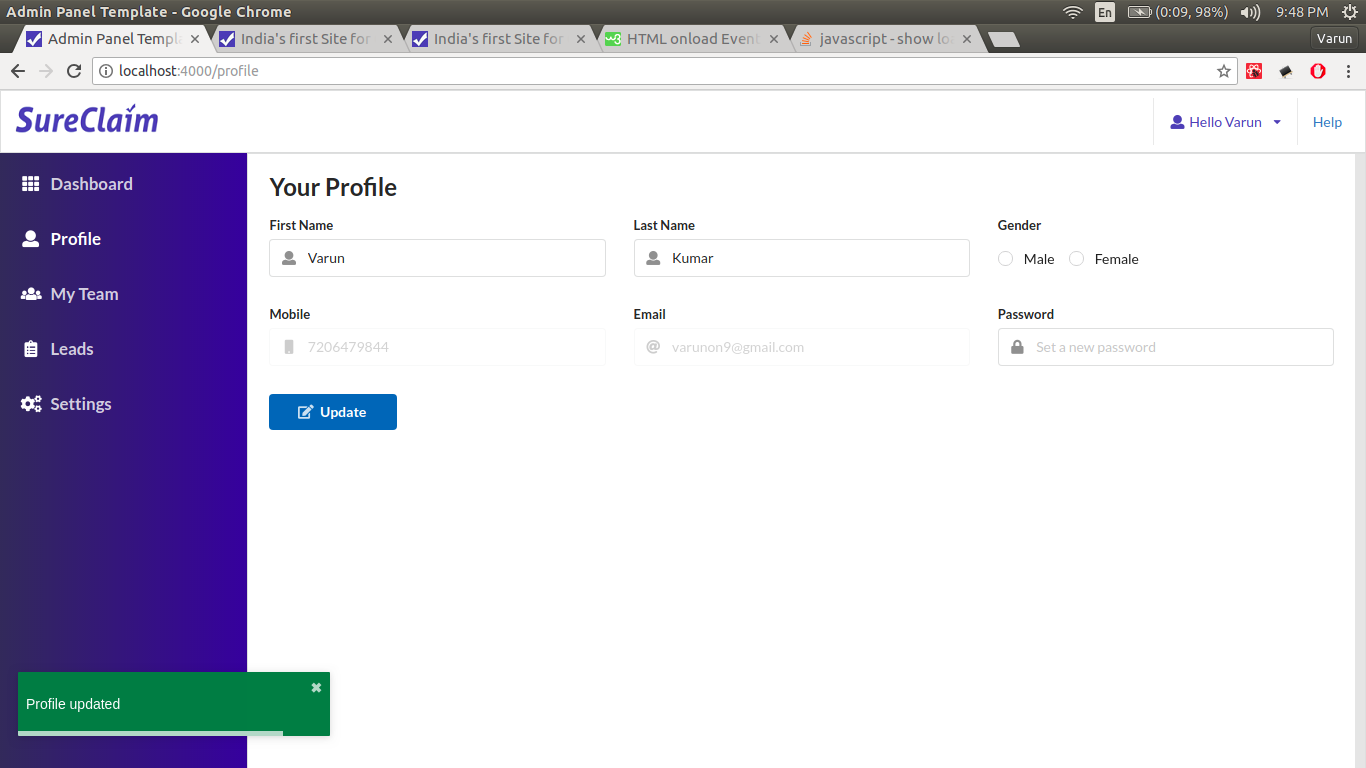 Admin Panel Template - Google Chrome
En (0:09, 98%) 9:48 PM
Admin Panel Templa India's first Site for India's first Site for HTML onload Event javascript - show lo Varun
localhost:4000/profile
SureClaim
Hello Varun Help
Dashboard
Profile
My Team
Leads
Settings
Your Profile
First Name Last Name Gender
Varun Kumar Male Female
Mobile Email Password
7206479844 varunon9@gmail.com Set a new password
Update
Profile updated